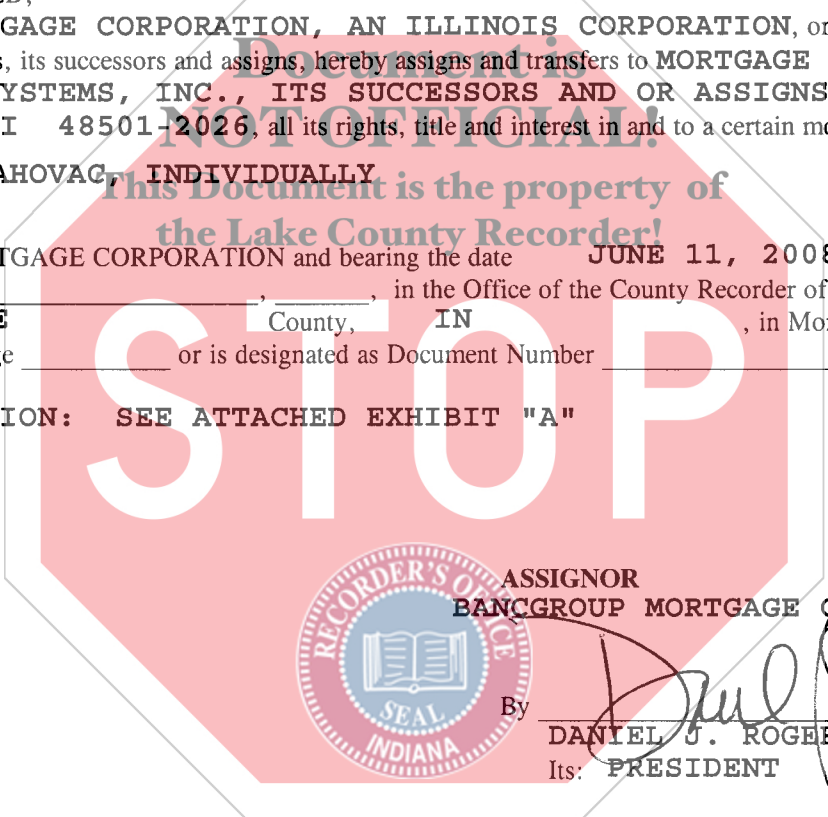 GAGE CORPORATION, AN ILLINOIS CORPORATION, or
, its successors and assigns, hereby assigns and transfers to MORTGAGE
Document is
YSTEMS, INC., ITS SUCCESSORS AND OR ASSIGNS
I 48501-2026, all its rights, title and interest in and to a certain
NOT OFFICIAL!
AHOVAC, INDIVIDUALLY
This Document is the property of
the Lake County Recorder!
TGAGE CORPORATION and bearing the date JUNE 11, 2008
, , in the Office of the County Recorder of
E County, IN , in Mo
e or is designated as Document Number
STOP
ION: SEE ATTACHED EXHIBIT "A"
RECORDER'S OFFICE
SEAL
INDIANA
ASSIGNOR
BANCGROUP MORTGAGE C
By
DANIEL J. ROGE
Its: PRESIDENT